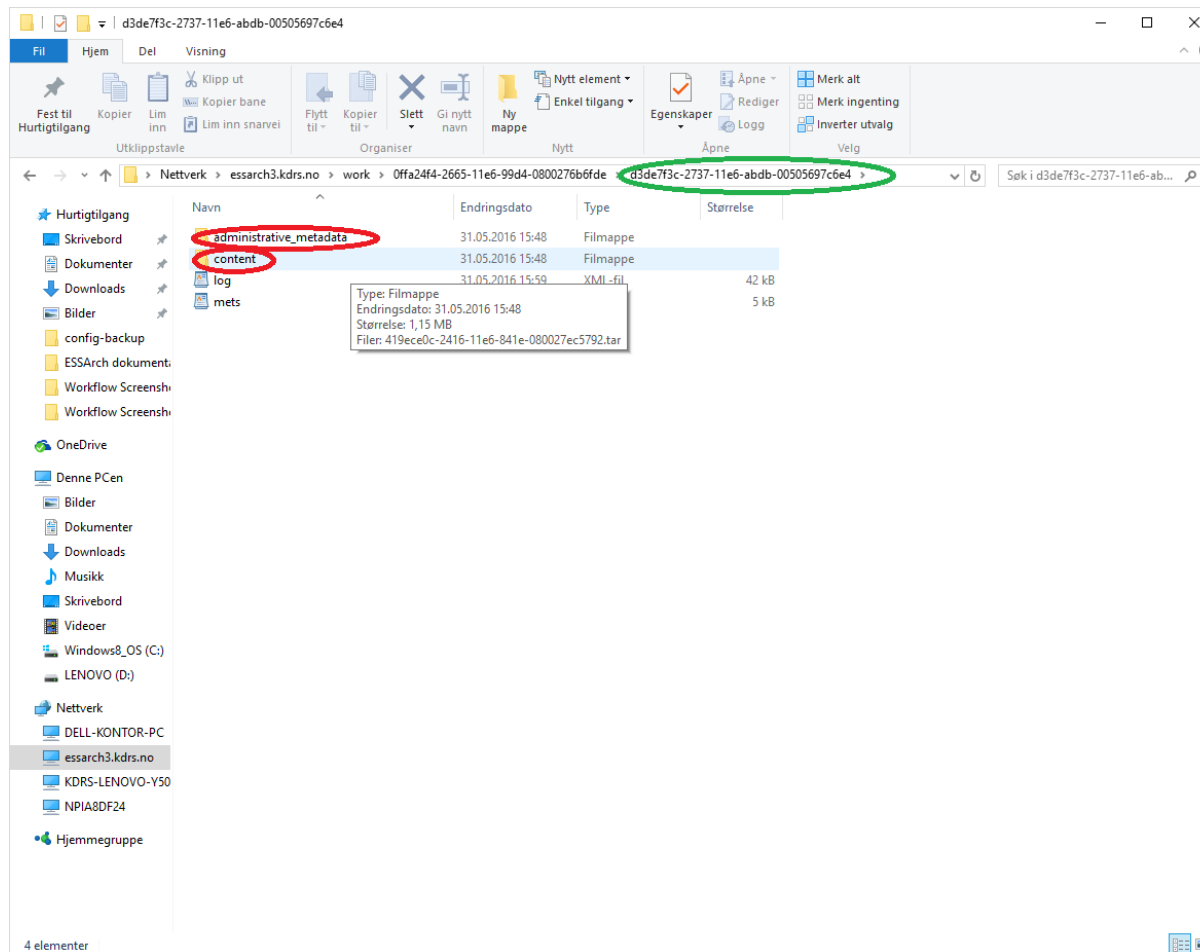 d3de7f3c-2737-11e6-abdb-00505697c6e4
Fil Hjem Del Visning
Fest til Hurtigtilgang
Kopier
Lim inn
Klipp ut
Kopier bane
Lim inn snarvei
Utklippstavle
Flytt til
Kopier til
Slett
Gi nytt navn
Organiser
Ny mappe
Nytt element
Enkel tilgang
Nytt
Egenskaper
Åpne
Rediger
Logg
Åpne
Merk alt
Merk ingenting
Inverter utvalg
Velg
Nettverk > essarch3.kdrs.no > work > 0ffa24f4-2665-11e6-99d4-0800276b6fde > d3de7f3c-2737-11e6-abdb-00505697c6e4 >
Søk i d3de7f3c-2737-11e6-ab...
Navn Endringsdato Type Størrelse
administrative_metadata 31.05.2016 15:48 Filmappe
content 31.05.2016 15:48 Filmappe
log 31.05.2016 15:59 XML-fil 42 kB
mets 5 kB
Type: Filmappe
Endringsdato: 31.05.2016 15:48
Størrelse: 1,15 MB
Filer: 419ece0c-2416-11e6-841e-080027ec5792.tar
Hurtigtilgang
Skrivebord
Dokumenter
Downloads
Bilder
config-backup
ESSArch dokumenta
Workflow Screensh
Workflow Screensh
OneDrive
Denne PCen
Bilder
Dokumenter
Downloads
Musikk
Skrivebord
Videoer
Windows8_OS (C:)
LENOVO (D:)
Nettverk
DELL-KONTOR-PC
essarch3.kdrs.no
KDRS-LENOVO-Y50
NPIA8DF24
Hjemmegruppe
4 elementer